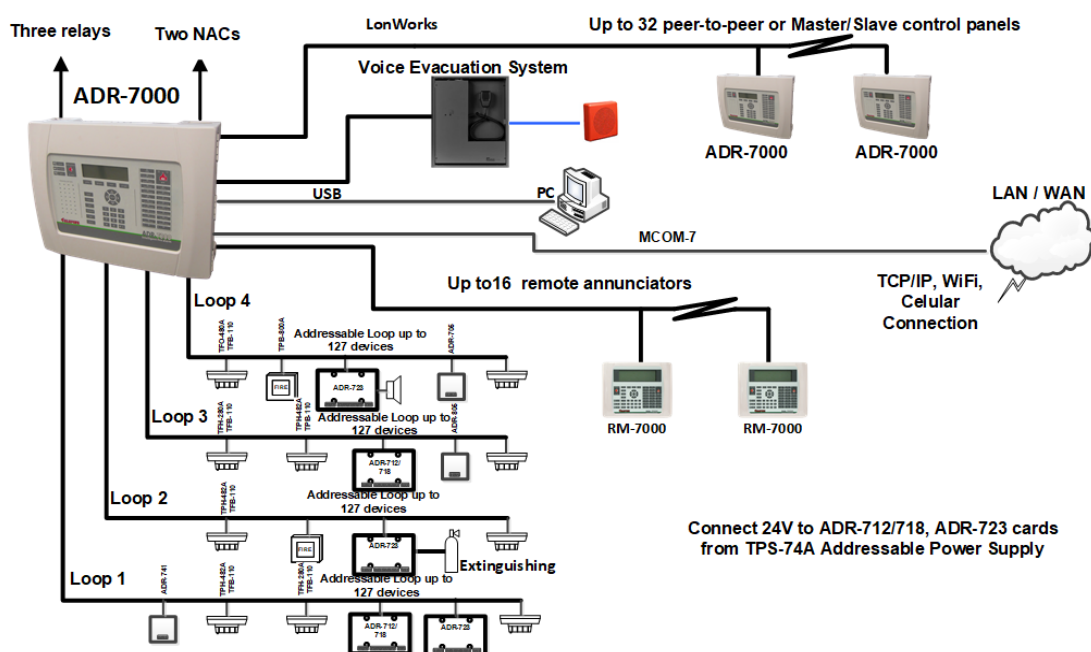 Three relays
Two NACs
LonWorks
Up to 32 peer-to-peer or Master/Slave control panels
Voice Evacuation System
ADR-7000
ADR-7000
ADR-7000
USB
PC
LAN / WAN
MCOM-7
TCP/IP, WiFi,
Celular
Connection
Up to16 remote annunciators
RM-7000
RM-7000
Loop 4
TFO-480A
TFB-110
TPB-800A
Addressable Loop up to
127 devices
ADR-706
FIRE
ADR-723
Loop 3
TFH-280A
TFB-110
TPH-482A
TPB-110
Addressable Loop up to
127 devices
ADR-806
ADR-712/
718
Loop 2
TPH-482A
TFB-110
Addressable Loop up to
127 devices
FIRE
ADR-723
Extinguishing
Loop 1
ADR-741
TPH-482A
TFB-110
TFH-280A
TFB-110
Addressable Loop up to
127 devices
ADR-712/
718
ADR-723
Connect 24V to ADR-712/718, ADR-723 cards
from TPS-74A Addressable Power Supply